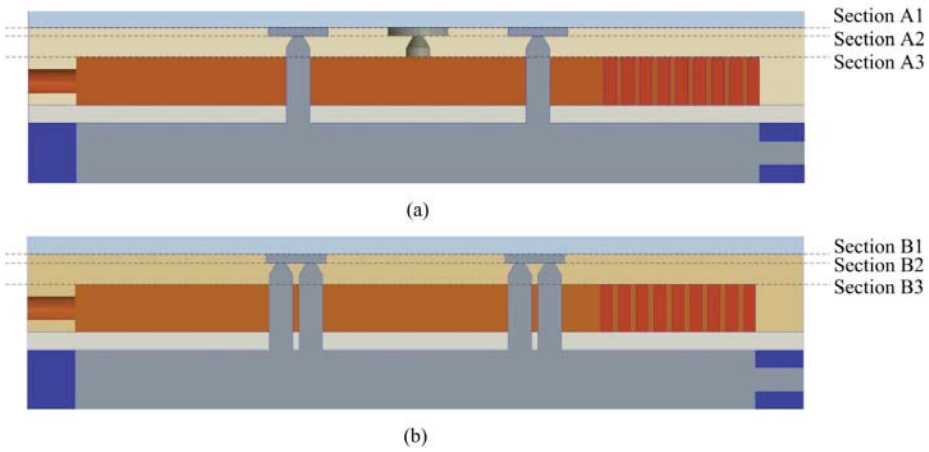 Section A1
Section A2
Section A3
(a)
Section B1
Section B2
Section B3
(b)